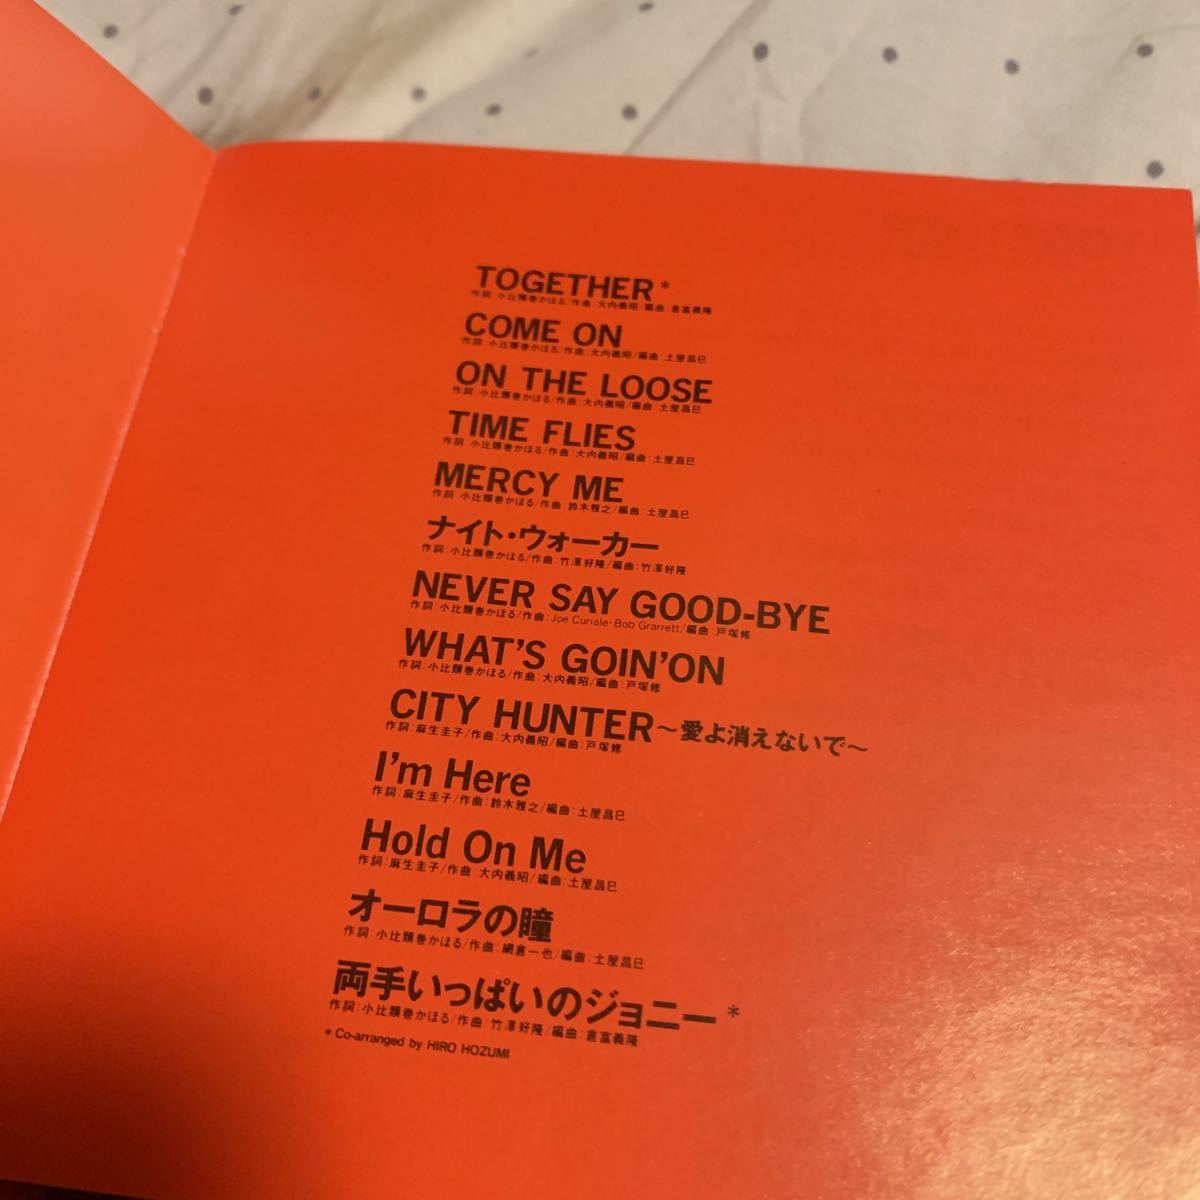 TOGETHER*
作詞:小比類巻かほる/作曲:大内義昭/編曲:倉富義隆
COME ON
作詞:小比類巻かほる/作曲:大内義昭/編曲:土屋昌巳
ON THE LOOSE
作詞:小比類巻かほる/作曲:大内義昭/編曲:土屋昌巳
TIME FLIES
作詞:小比類巻かほる/作曲:大内義昭/編曲:土屋昌巳
MERCY ME
作詞:小比類巻かほる/作曲:鈴木雅之/編曲:土屋昌巳
ナイト・ウォーカー
作詞:小比類巻かほる/作曲:竹澤好隆/編曲:竹澤好隆
NEVER SAY GOOD-BYE
作詞:小比類巻かほる/作曲:Joe Curiale・Bob Grarrett/編曲:戸塚修
WHAT'S GOIN'ON
作詞:小比類巻かほる/作曲:大内義昭/編曲:戸塚修
CITY HUNTER～愛よ消えないで～
作詞:麻生圭子/作曲:大内義昭/編曲:戸塚修
I'm Here
作詞:麻生圭子/作曲:鈴木雅之/編曲:土屋昌巳
Hold On Me
作詞:麻生圭子/作曲 大内義昭/編曲:土屋昌巳
オーロラの瞳
作詞:小比類巻かほる/作曲:網倉一也/編曲:土屋昌巳
両手いっぱいのジョニー*
作詞:小比類巻かほる/作曲:竹澤好隆/編曲:倉富義隆
* Co-arranged by HIRO HOZUMI